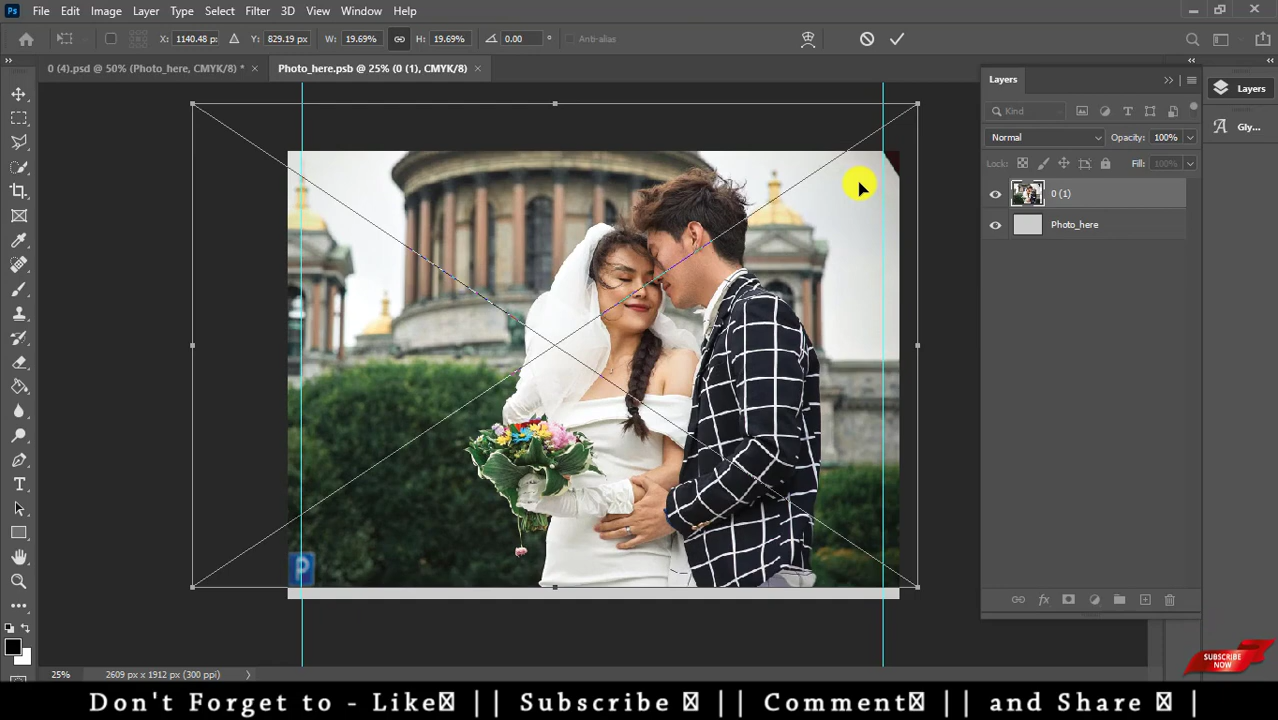 Ps File Edit Image Layer Type Select Filter 3D View Window Help
X: 1140.48 px Y: 829.19 px W: 19.69% H: 19.69% 0.00 ° Anti-alias
0 (4).psd @ 50% (Photo_here, CMYK/8) * × Photo_here.psb @ 25% (0 (1), CMYK/8) ×
Layers
Kind
Normal Opacity: 100%
Lock: Fill: 100%
0 (1)
Photo_here
Layers
Gly...
P
25% 2609 px x 1912 px (300 ppi)
SUBSCRIBE
NOW
Don't Forget to - Like || Subscribe || Comment || and Share |